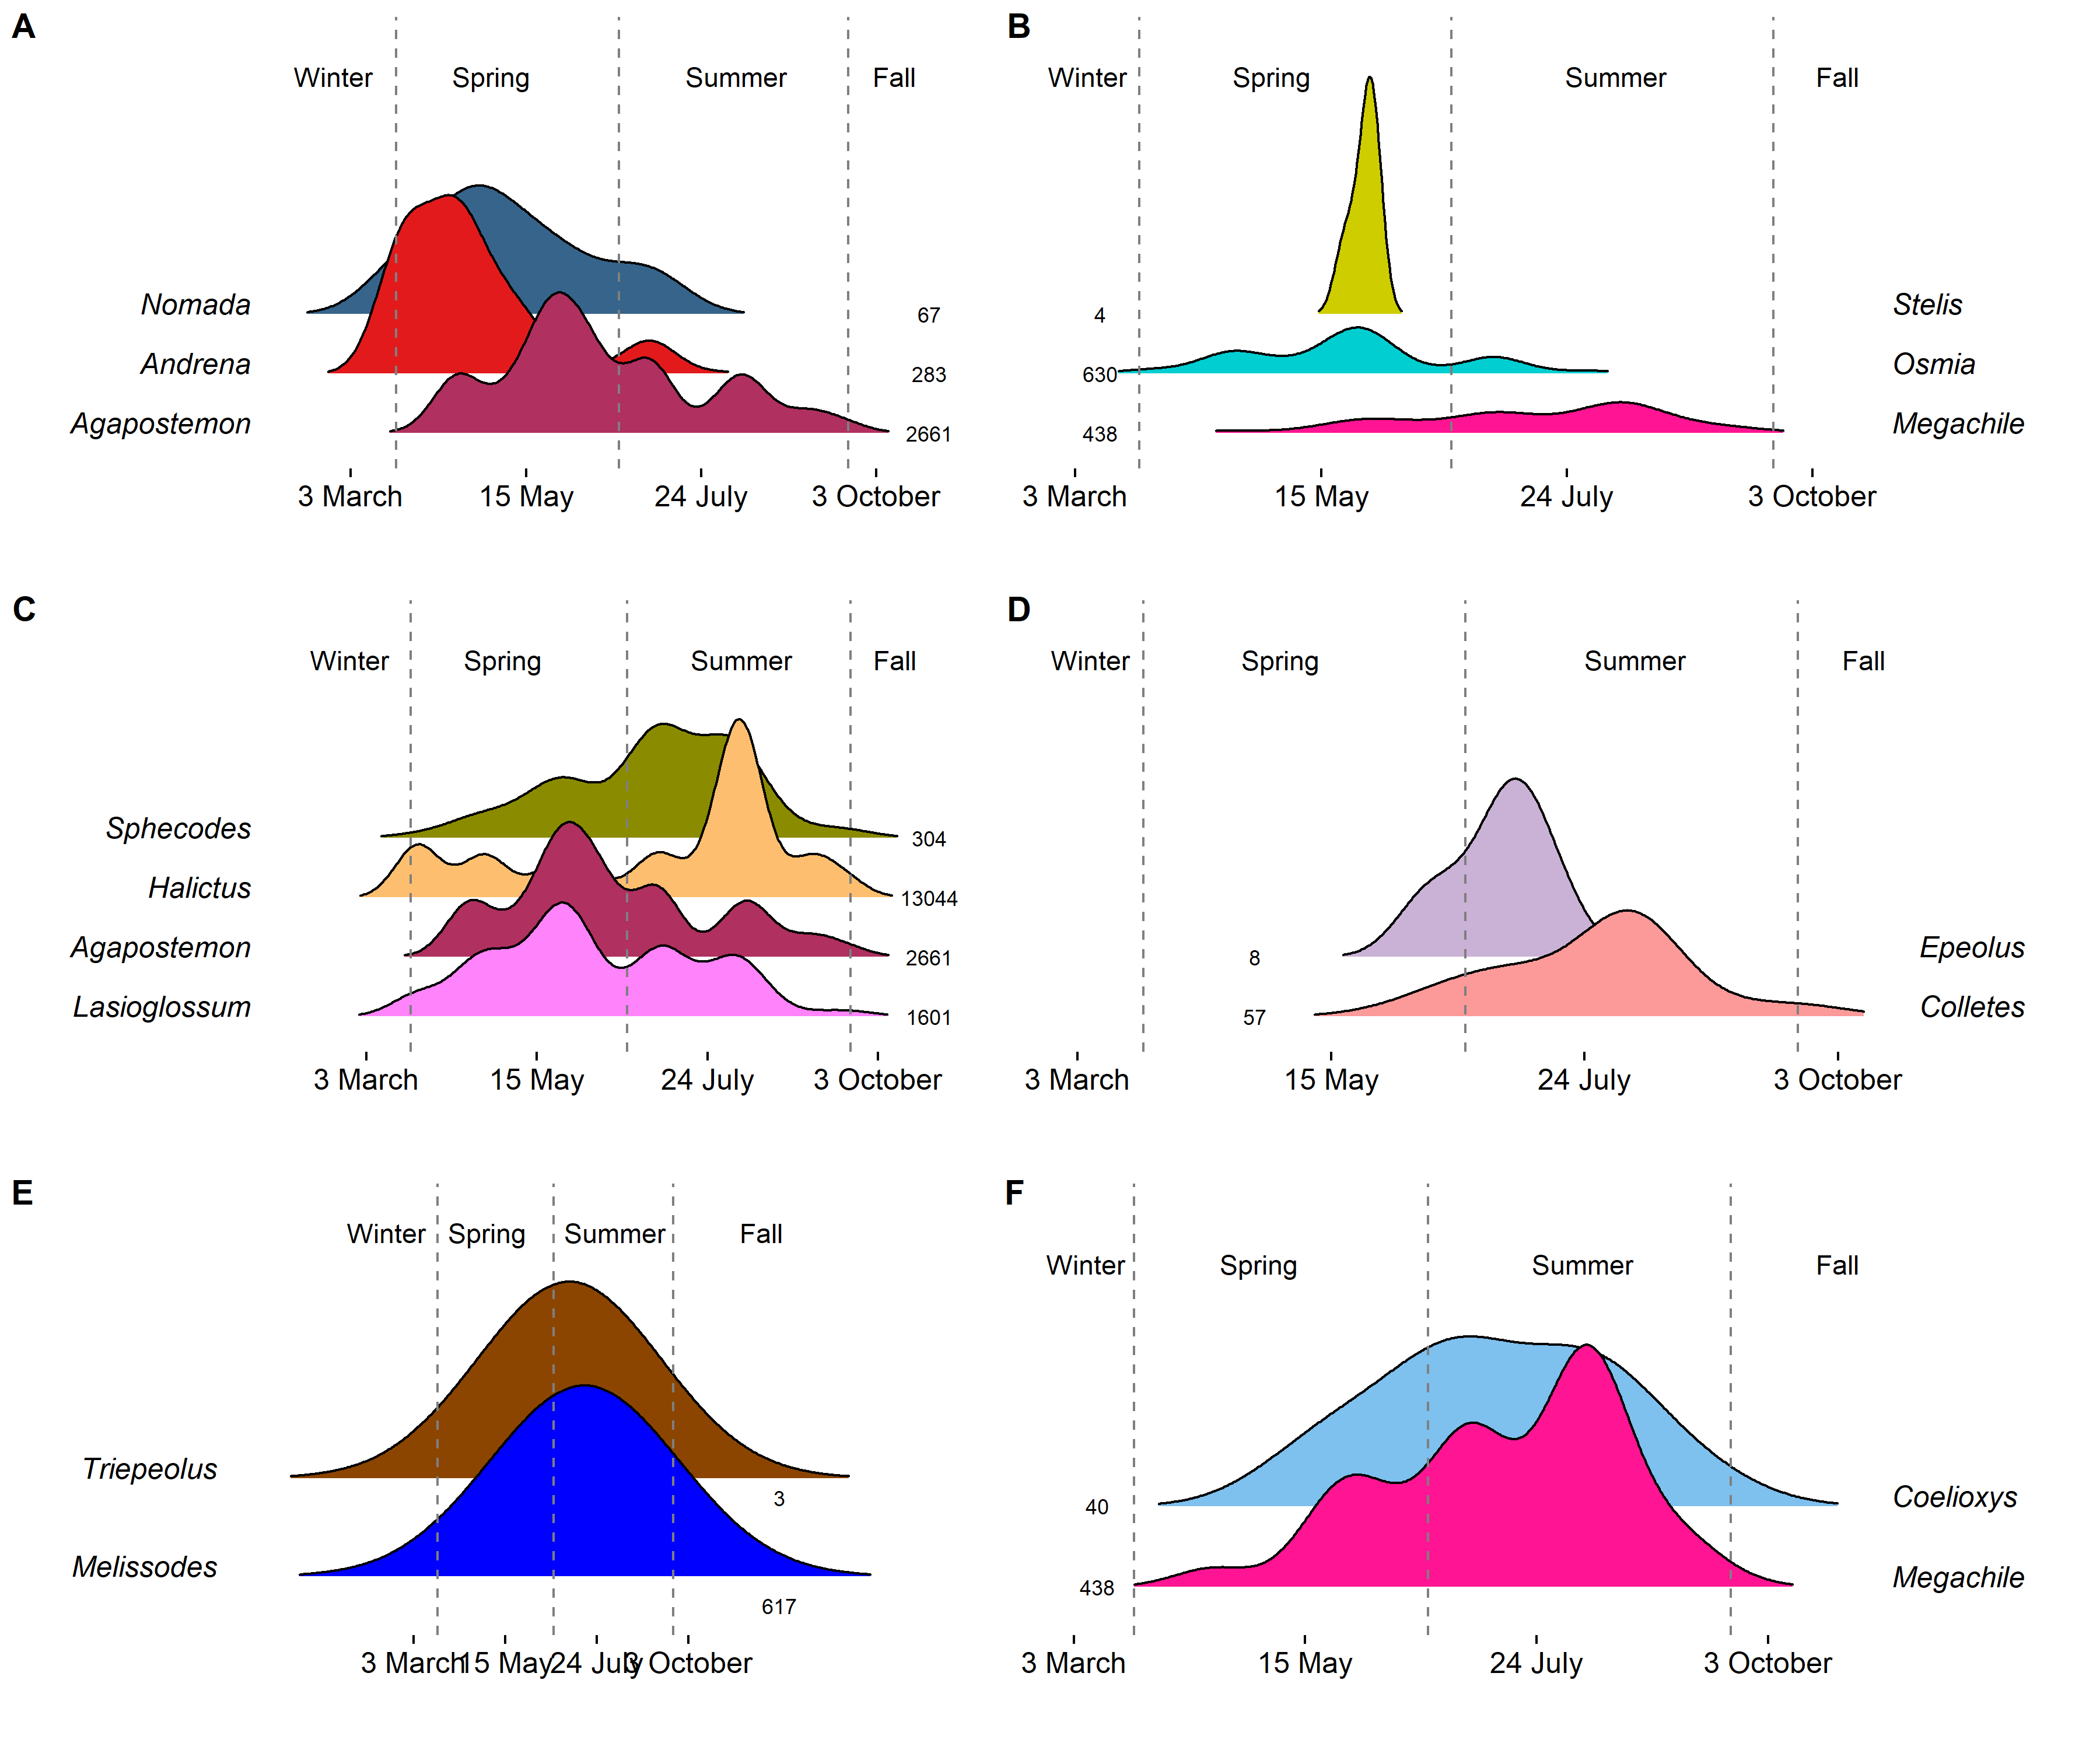 A
Winter Spring Summer Fall
Nomada 67
Andrena 283
Agapostemon 2661
3 March 15 May 24 July 3 October
B
Winter Spring Summer Fall
4 Stelis
630 Osmia
438 Megachile
3 March 15 May 24 July 3 October
C
Winter Spring Summer Fall
Sphecodes 304
Halictus 13044
Agapostemon 2661
Lasioglossum 1601
3 March 15 May 24 July 3 October
D
Winter Spring Summer Fall
8 Epeolus
57 Colletes
3 March 15 May 24 July 3 October
E
Winter Spring Summer Fall
Triepeolus 3
Melissodes 617
3 March 15 May 24 July 3 October
F
Winter Spring Summer Fall
40 Coelioxys
438 Megachile
3 March 15 May 24 July 3 October